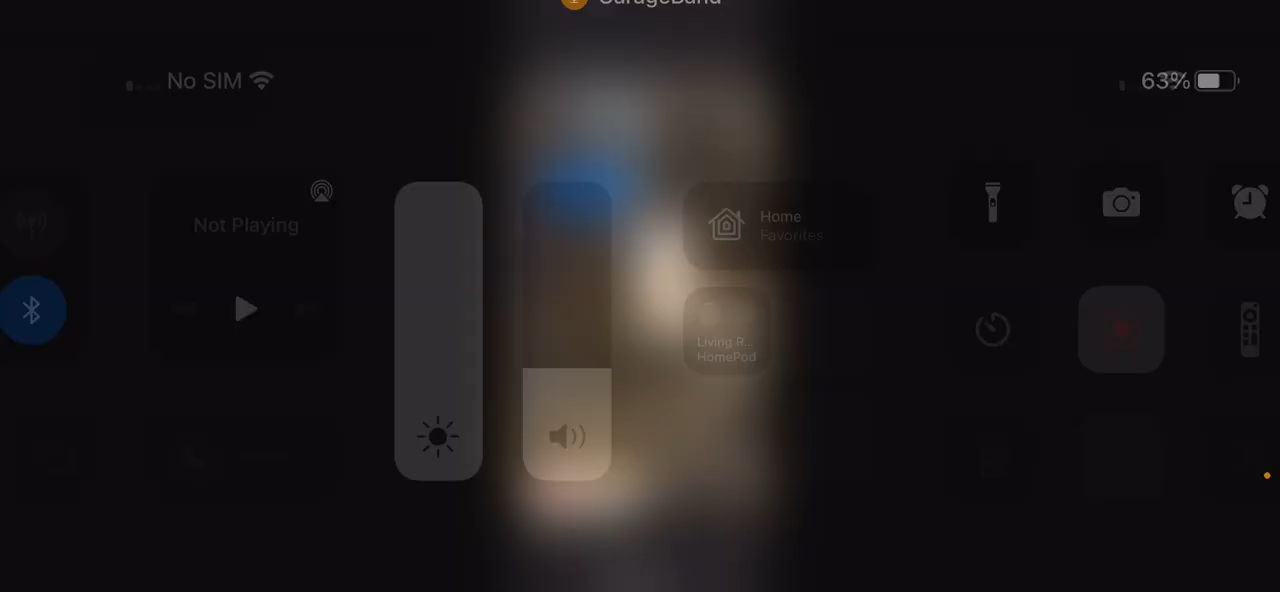 GarageBand
No SIM
63%
Not Playing
Home
Favorites
Living R...
HomePod